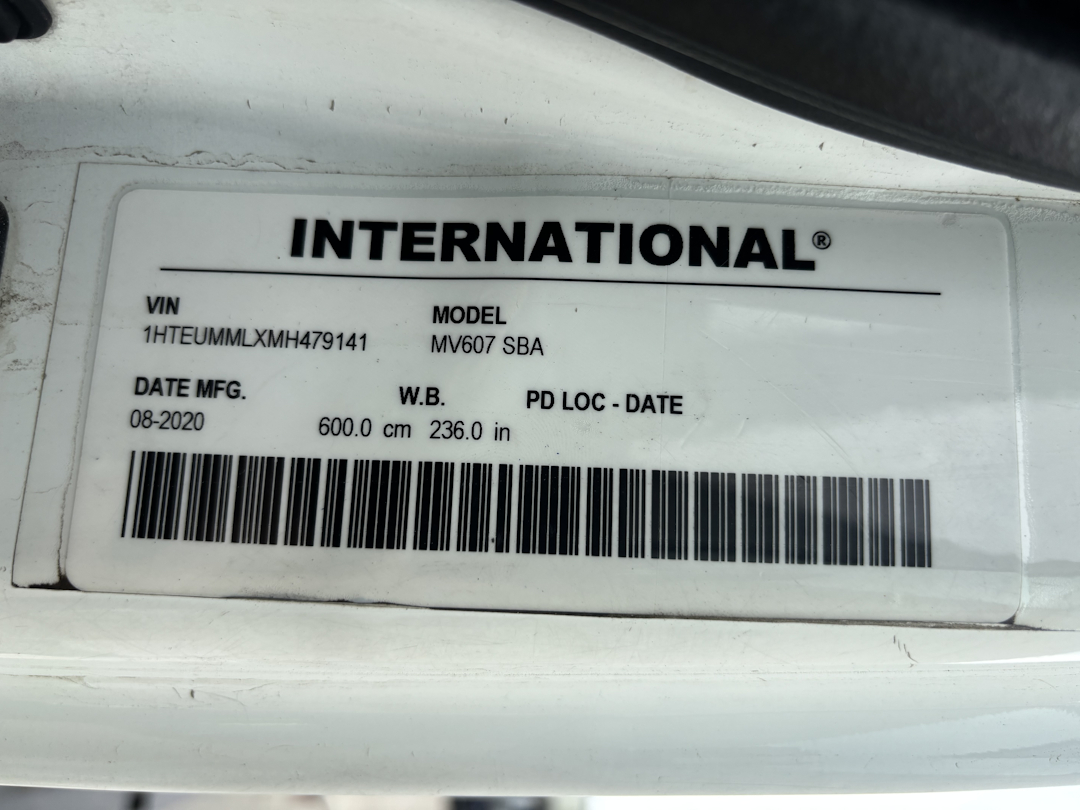 INTERNATIONAL®
VIN MODEL
1HTEUMMLXMH479141 MV607 SBA
DATE MFG. W.B. PD LOC - DATE
08-2020 600.0 cm 236.0 in